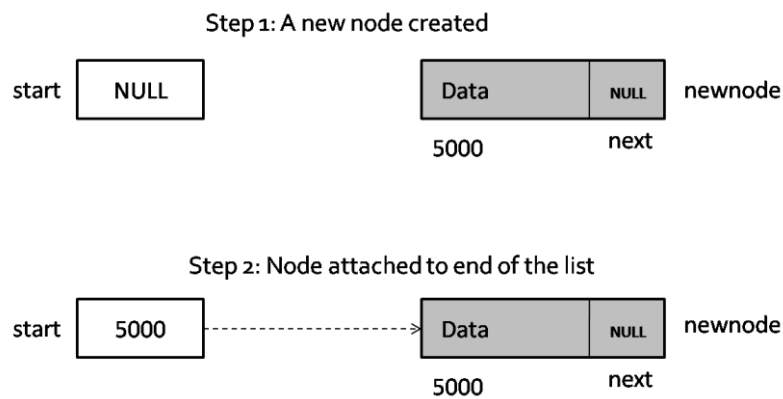 Step 1: A new node created
start NULL Data NULL newnode
5000 next
Step 2: Node attached to end of the list
start 5000 Data NULL newnode
5000 next